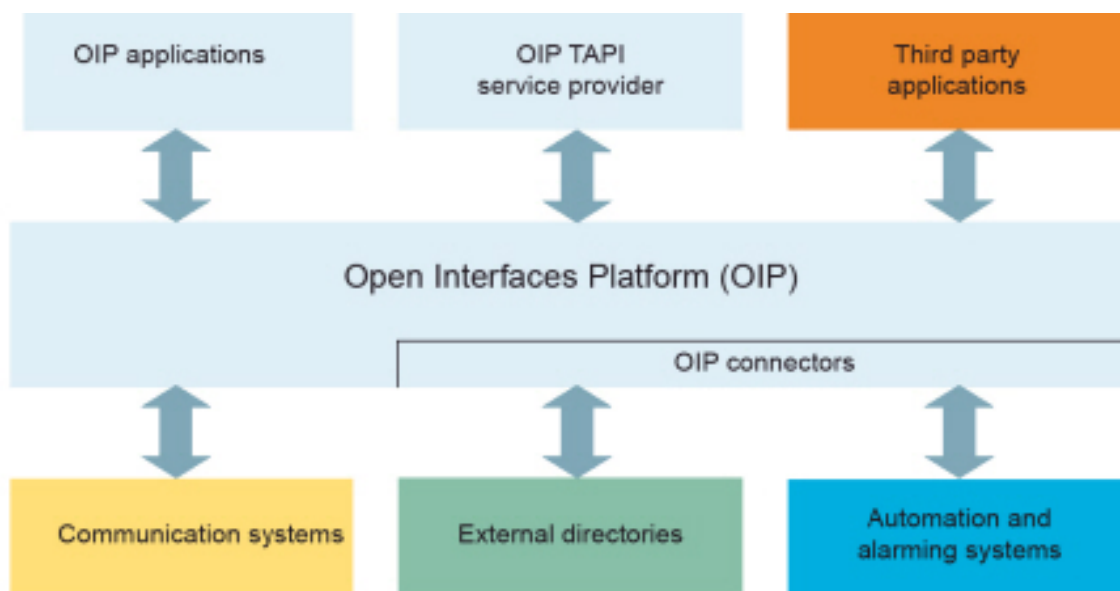 OIP applications
OIP TAPI
service provider
Third party
applications
Open Interfaces Platform (OIP)
OIP connectors
Communication systems
External directories
Automation and
alarming systems